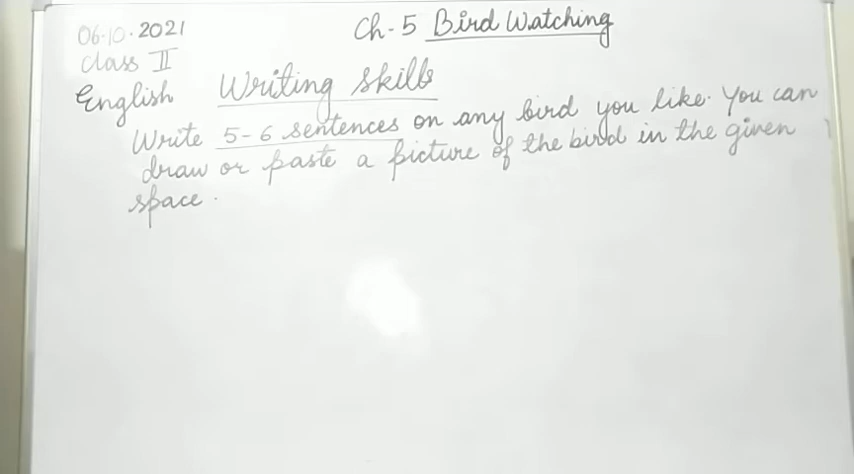 06.10.2021
Ch-5 Bird Watching
Class II
English Writing skills
Write 5-6 sentences on any bird you like. You can
draw or paste a picture of the bird in the given
space.